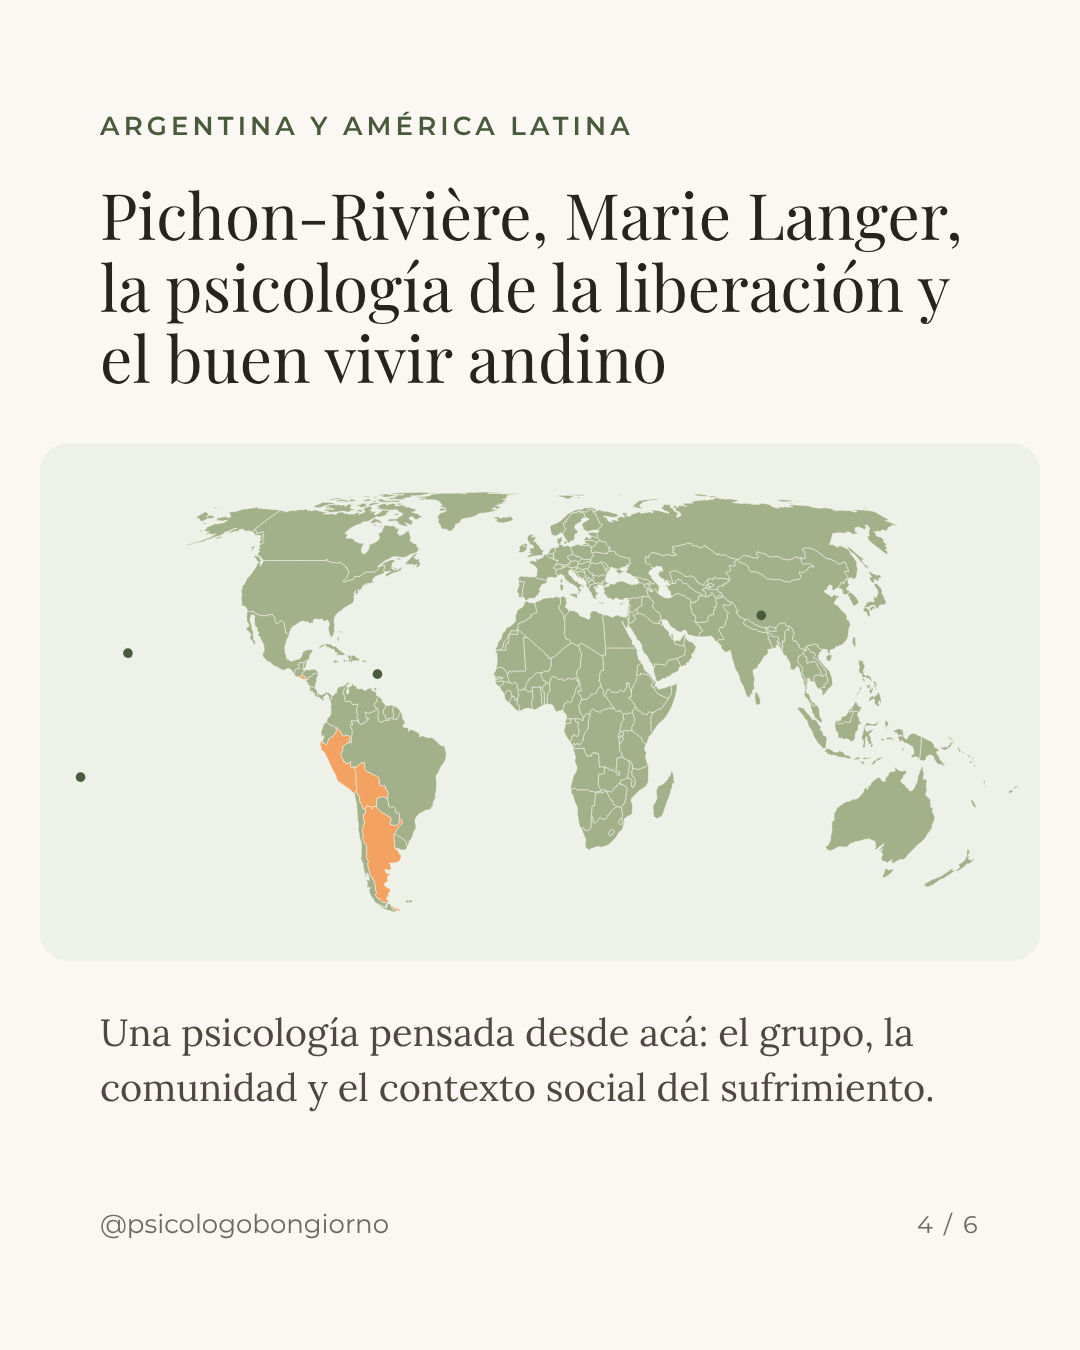 ARGENTINA Y AMÉRICA LATINA
Pichon-Rivière, Marie Langer,
la psicología de la liberación y
el buen vivir andino
Una psicología pensada desde acá: el grupo, la
comunidad y el contexto social del sufrimiento.
@psicologobongiorno
4 / 6